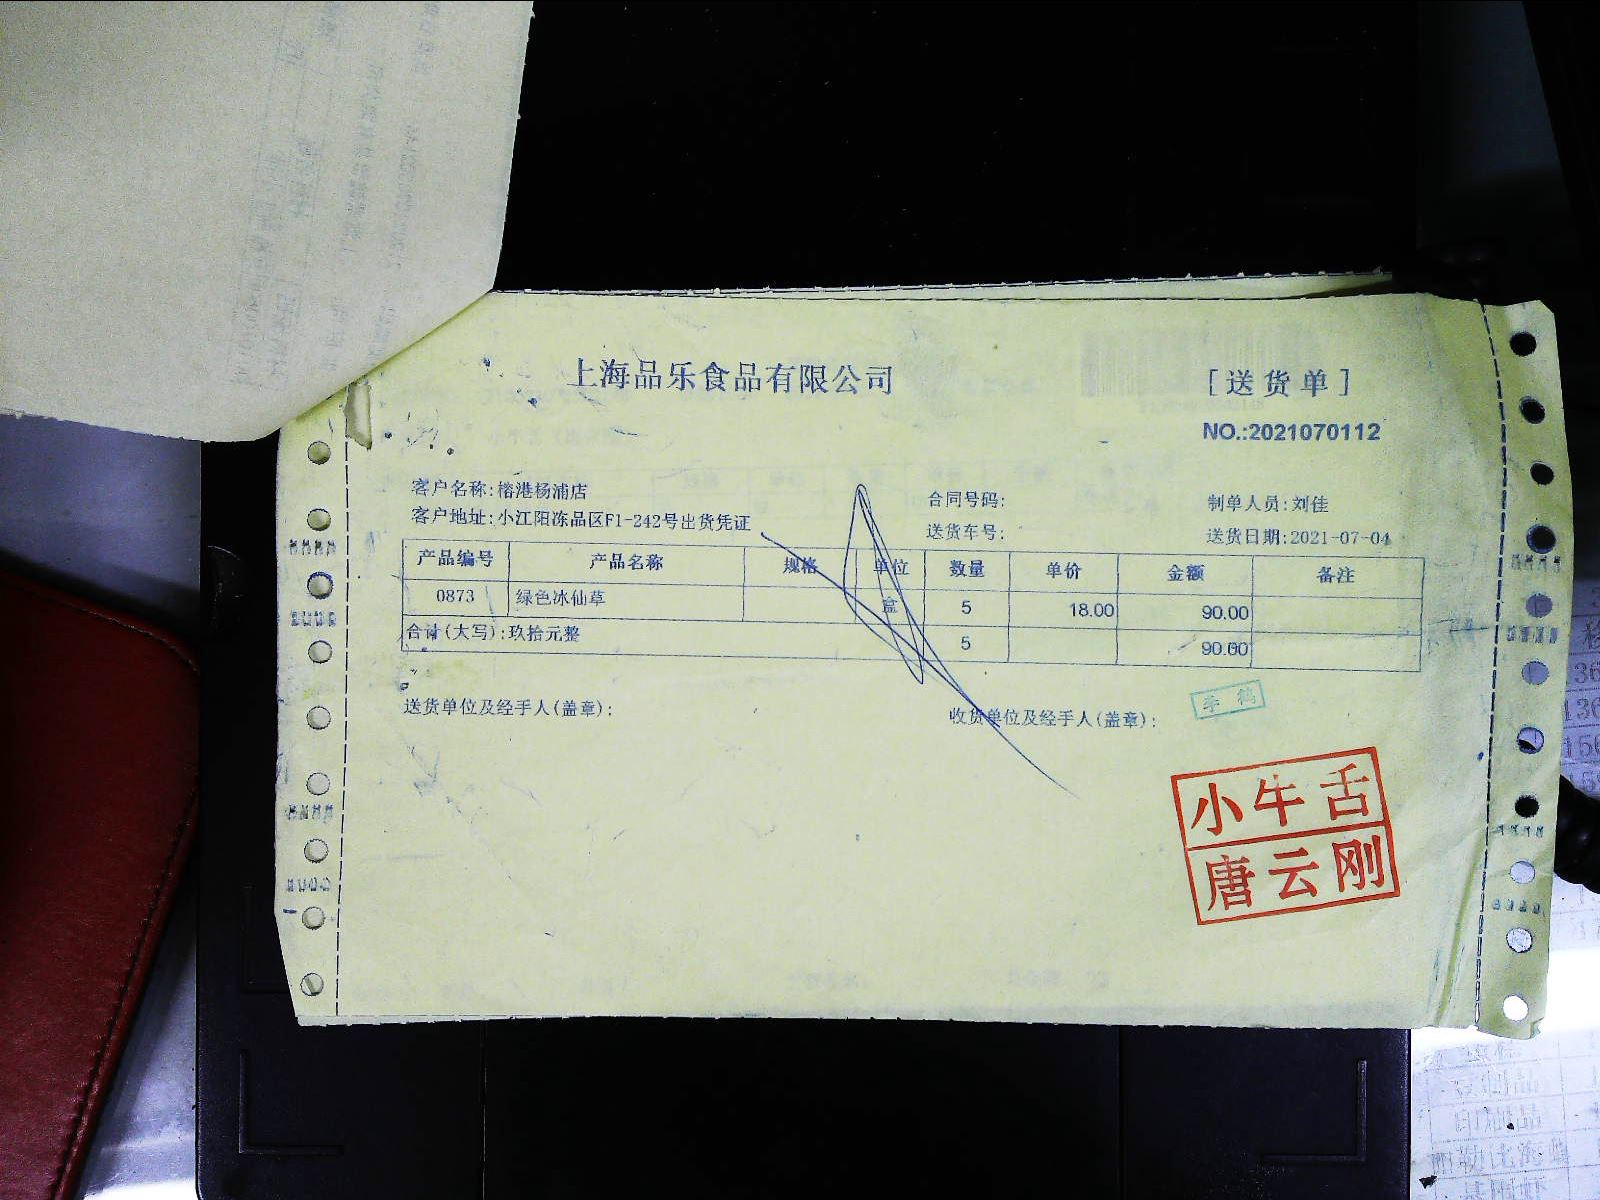 上海品乐食品有限公司 [送货单]
NO.:2021070112
客户名称:榕港杨浦店 合同号码: 制单人员:刘佳
客户地址:小江阳冻品区F1-242号出货凭证 送货车号: 送货日期:2021-07-04
产品编号 产品名称 规格 单位 数量 单价 金额 备注
0873 绿色冰仙草 盒 5 18.00 90.00
合计(大写):玖拾元整 5 90.00
送货单位及经手人(盖章): 收货单位及经手人(盖章):
小牛舌
唐云刚